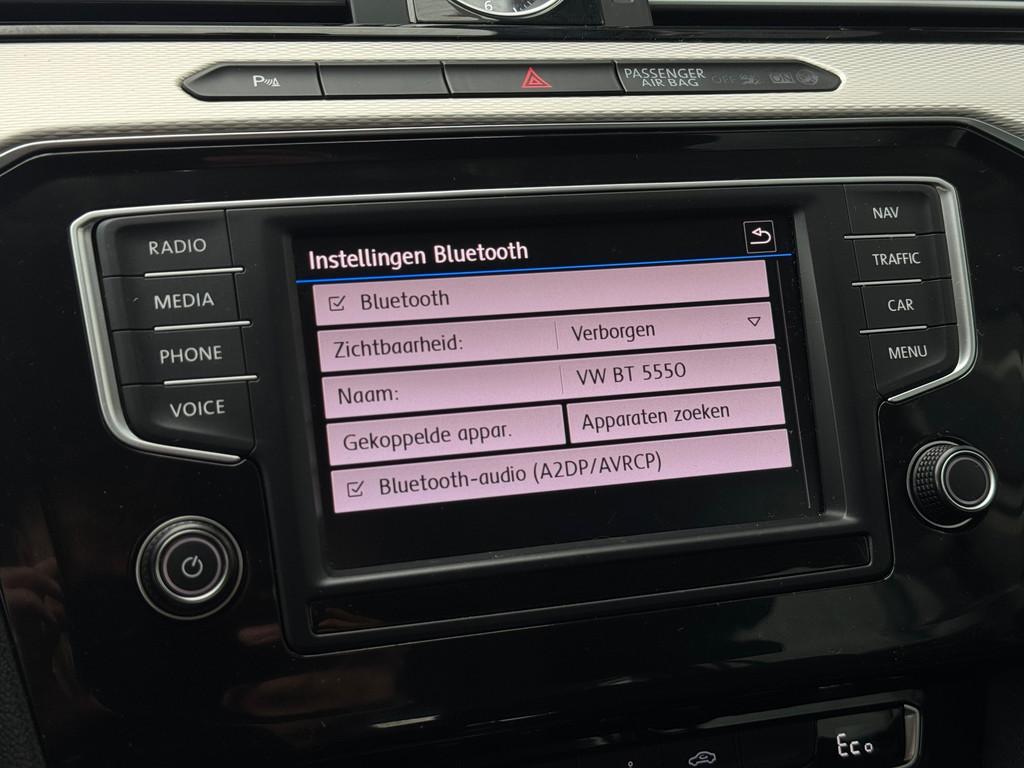 6
P
PASSENGER
AIR BAG OFF ON
RADIO
MEDIA
PHONE
VOICE
Instellingen Bluetooth
Bluetooth
Zichtbaarheid: Verborgen
Naam: VW BT 5550
Gekoppelde appar. Apparaten zoeken
Bluetooth-audio (A2DP/AVRCP)
NAV
TRAFFIC
CAR
MENU
Eco